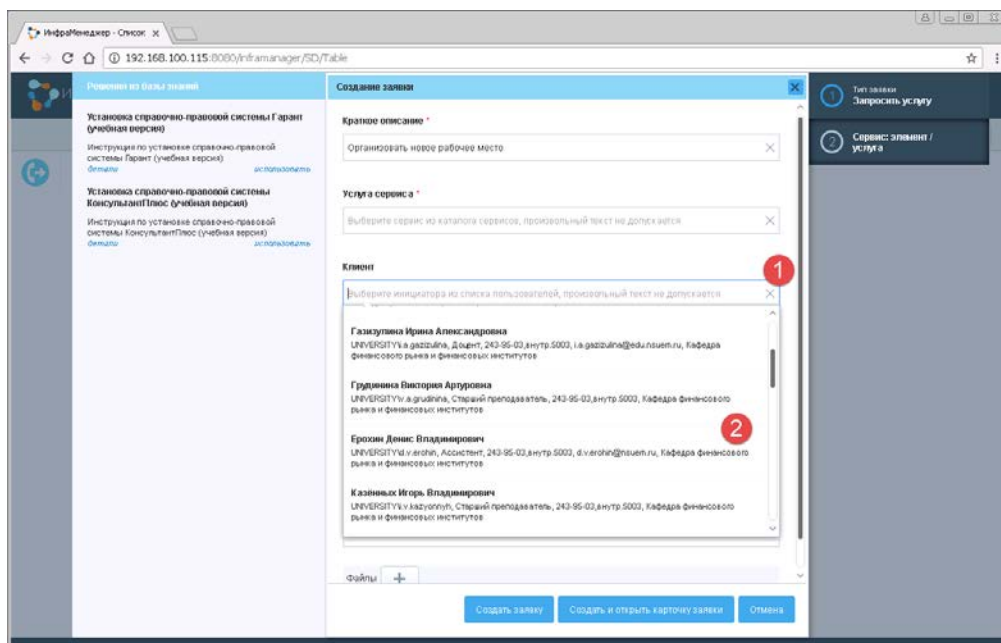 ИнфраМенеджер - Список
192.168.100.115:8080/inframanager/SD/Table
И
Решения из базы знаний
Установка справочно-правовой системы Гарант
(учебная версия)
Инструкция по установке справочно-правовой
системы Гарант (учебная версия)
детали использовать
Установка справочно-правовой системы
КонсультантПлюс (учебная версия)
Инструкция по установке справочно-правовой
системы КонсультантПлюс (учебная версия)
детали использовать
Создание заявки
Краткое описание *
Организовать новое рабочее место
Услуга сервиса *
Выберите сервис из каталога сервисов, произвольный текст не допускается
Клиент
1
Выберите инициатора из списка пользователей, произвольный текст не допускается
Газизулина Ирина Александровна
UNIVERSITY\i.a.gazizulina, Доцент, 243-95-03,внутр.5003, i.a.gazizulina@edu.nsuem.ru, Кафедра
финансового рынка и финансовых институтов
Грудинина Виктория Артуровна
UNIVERSITY\v.a.grudinina, Старший преподаватель, 243-95-03,внутр.5003, Кафедра финансового
рынка и финансовых институтов
2
Ерохин Денис Владимирович
UNIVERSITY\d.v.erohin, Ассистент, 243-95-03,внутр.5003, d.v.erohin@nsuem.ru, Кафедра финансового
рынка и финансовых институтов
Казённых Игорь Владимирович
UNIVERSITY\i.v.kazyonnyh, Старший преподаватель, 243-95-03,внутр.5003, Кафедра финансового
рынка и финансовых институтов
Файлы +
Создать заявку Создать и открыть карточку заявки Отмена
1 Тип заявки
Запросить услугу
2 Сервис: элемент /
услуга